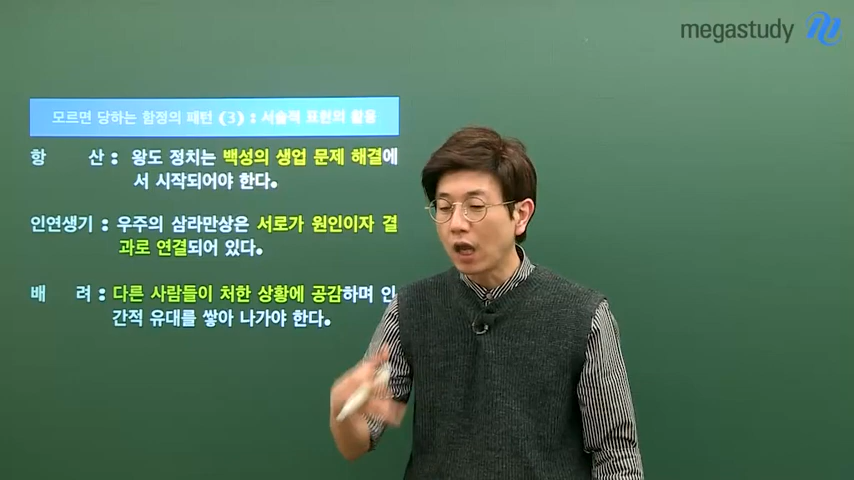 megastudy
모르면 당하는 함정의 패턴 (3) : 서술적 표현의 활용
항 산 : 왕도 정치는 백성의 생업 문제 해결에
서 시작되어야 한다.
인연생기 : 우주의 삼라만상은 서로가 원인이자 결
과로 연결되어 있다.
배 려 : 다른 사람들이 처한 상황에 공감하며 인
간적 유대를 쌓아 나가야 한다.